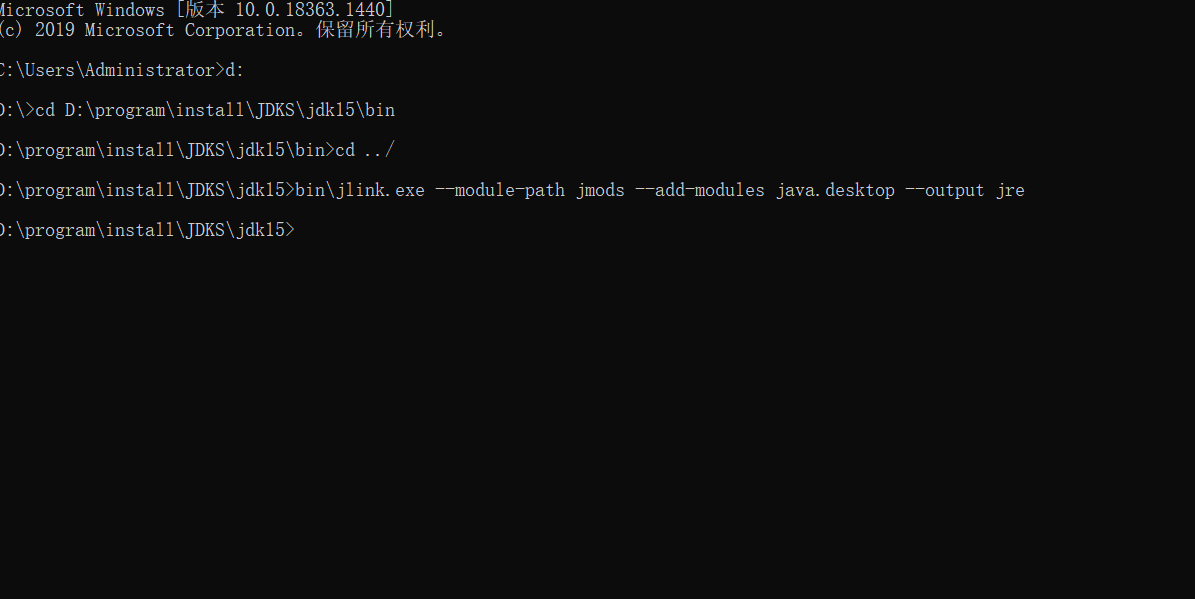 Microsoft Windows [版本 10.0.18363.1440]
(c) 2019 Microsoft Corporation。保留所有权利。
C:\Users\Administrator>d:
D:\>cd D:\program\install\JDKS\jdk15\bin
D:\program\install\JDKS\jdk15\bin>cd ../
D:\program\install\JDKS\jdk15>bin\jlink.exe --module-path jmods --add-modules java.desktop --output jre
D:\program\install\JDKS\jdk15>